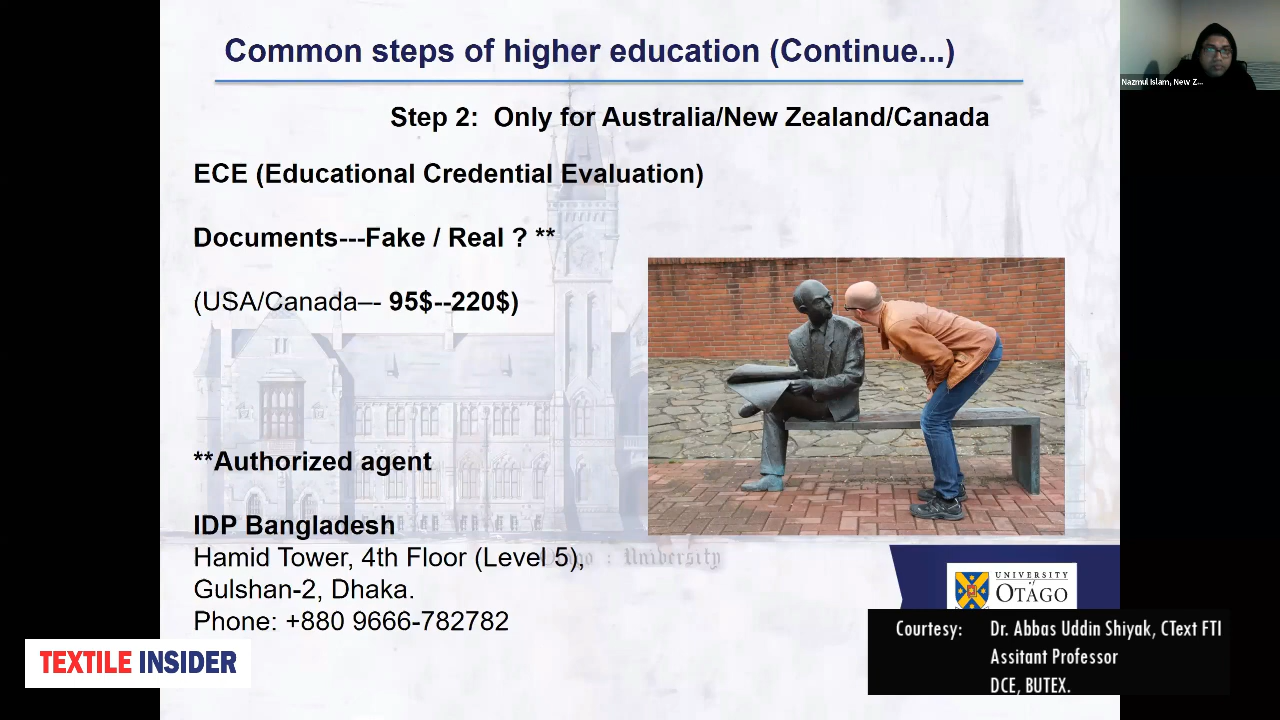 Common steps of higher education (Continue...)
Nazmul Islam, New Z...
Step 2: Only for Australia/New Zealand/Canada
ECE (Educational Credential Evaluation)
Documents---Fake / Real ? **
(USA/Canada–- 95$--220$)
**Authorized agent
IDP Bangladesh
Hamid Tower, 4th Floor (Level 5),
Gulshan-2, Dhaka.
Phone: +880 9666-782782
: University
UNIVERSITY
of
OTAGO
TEXTILE INSIDER
Courtesy: Dr. Abbas Uddin Shiyak, CText FTI
Assitant Professor
DCE, BUTEX.